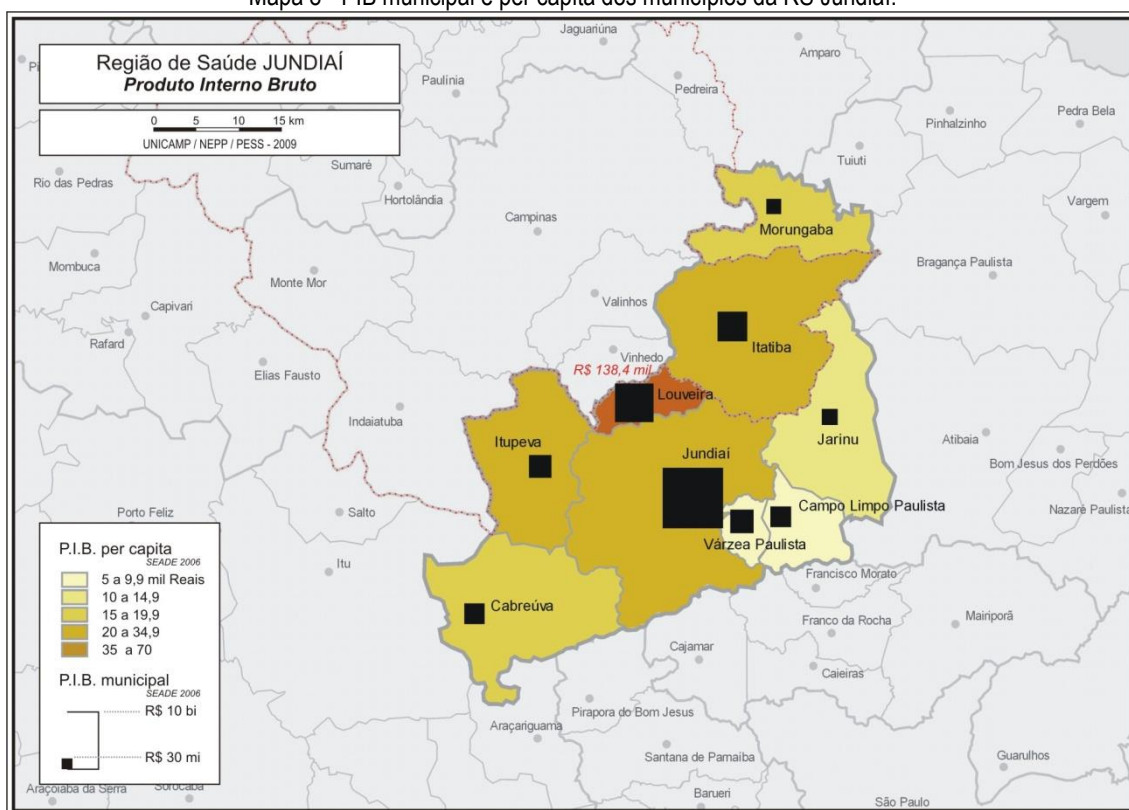 Mapa 8 - PIB municipal e per capita dos municípios da RS Jundiaí.
Região de Saúde JUNDIAÍ
Produto Interno Bruto
0 5 10 15 km
UNICAMP / NEPP / PESS - 2009
Jaguariúna
Amparo
Paulínia
Pedreira
Pinhalzinho
Pedra Bela
Tuiuti
Sumaré
Rio das Pedras
Hortolândia
Vargem
Campinas
Morungaba
Mombuca
Bragança Paulista
Monte Mor
Capivari
Valinhos
Rafard
Itatiba
Vinhedo
R$ 138,4 mil
Elias Fausto
Louveira
Indaiatuba
Itupeva
Jarinu
Atibaia
Jundiaí
Bom Jesus dos Perdões
Campo Limpo Paulista
Nazaré Paulista
Porto Feliz
Salto
Várzea Paulista
Itu
Francisco Morato
Cabreúva
Mairiporã
Franco da Rocha
Cajamar
Caieiras
Araçariguama
Pirapora do Bom Jesus
Santana de Parnaíba
Guarulhos
Barueri
São Paulo
Araçoiaba da Serra
Sorocaba
P.I.B. per capita
SEADE 2006
5 a 9,9 mil Reais
10 a 14,9
15 a 19,9
20 a 34,9
35 a 70
P.I.B. municipal
SEADE 2006
R$ 10 bi
R$ 30 mi